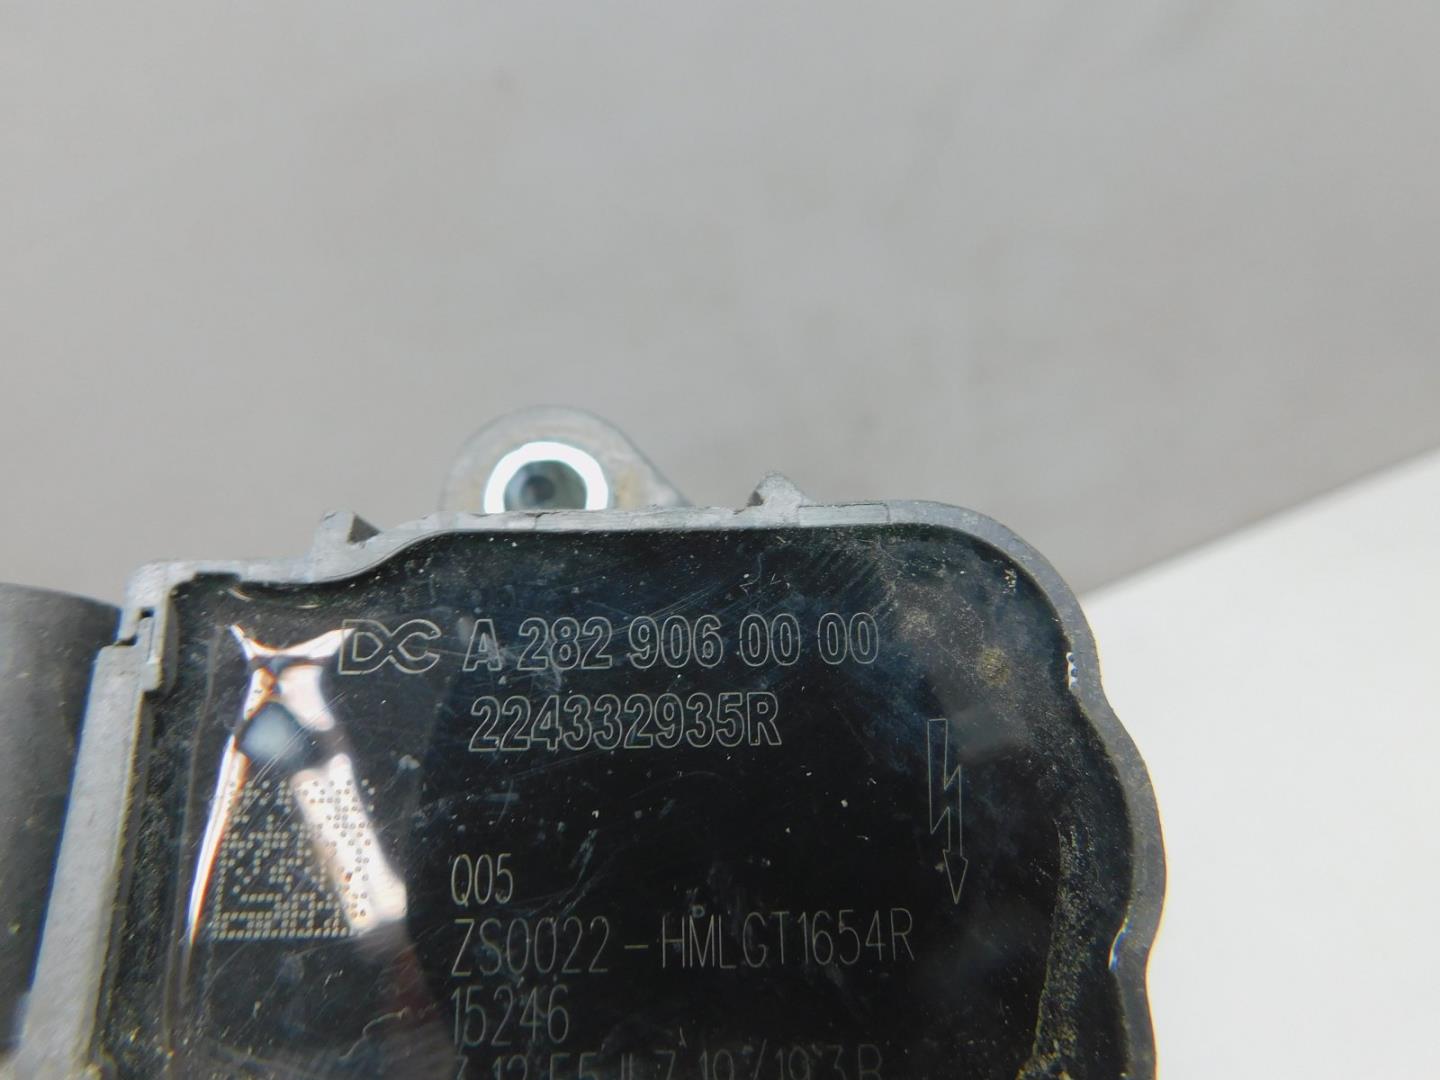 DC A 282 906 00 00
224332935R
Q05
ZS0022-HMLGT1654R
15246